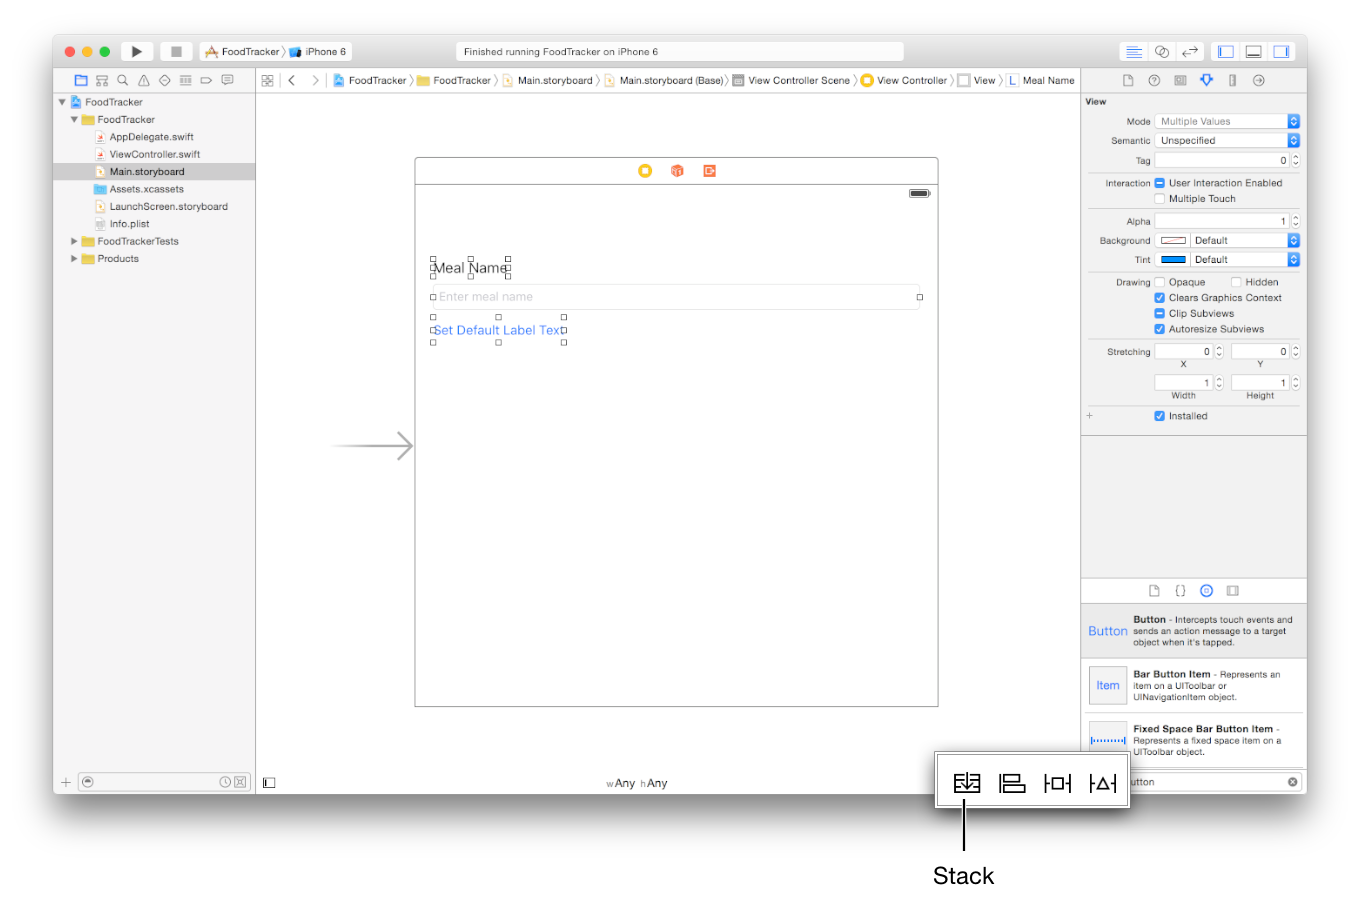 FoodTracker
iPhone 6
Finished running FoodTracker on iPhone 6
FoodTracker
FoodTracker
Main.storyboard
Main.storyboard (Base)
View Controller Scene
View Controller
View
L
Meal Name
FoodTracker
FoodTracker
AppDelegate.swift
ViewController.swift
Main.storyboard
Assets.xcassets
LaunchScreen.storyboard
Info.plist
FoodTrackerTests
Products
Meal Name
Enter meal name
Set Default Label Text
wAny hAny
View
Mode Multiple Values
Semantic Unspecified
Tag 0
Interaction User Interaction Enabled
Multiple Touch
Alpha 1
Background Default
Tint Default
Drawing Opaque Hidden
Clears Graphics Context
Clip Subviews
Autoresize Subviews
Stretching 0 0
X Y
1 1
Width Height
+ Installed
{}
Button
Button - Intercepts touch events and
sends an action message to a target
object when it's tapped.
Item
Bar Button Item - Represents an
item on a UIToolbar or
UINavigationItem object.
Fixed Space Bar Button Item -
Represents a fixed space item on a
UIToolbar object.
utton
Stack